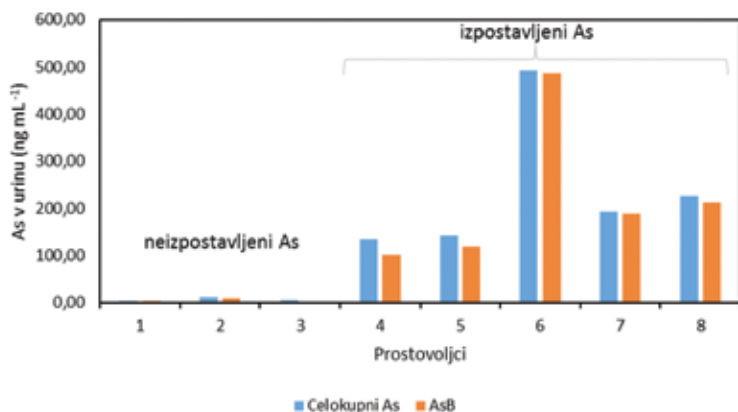 600,00
500,00
400,00
300,00
200,00
100,00
0,00
As v urinu (ng mL⁻¹)
izpostavljeni As
neizpostavljeni As
1 2 3 4 5 6 7 8
Prostovoljci
Celokupni As AsB